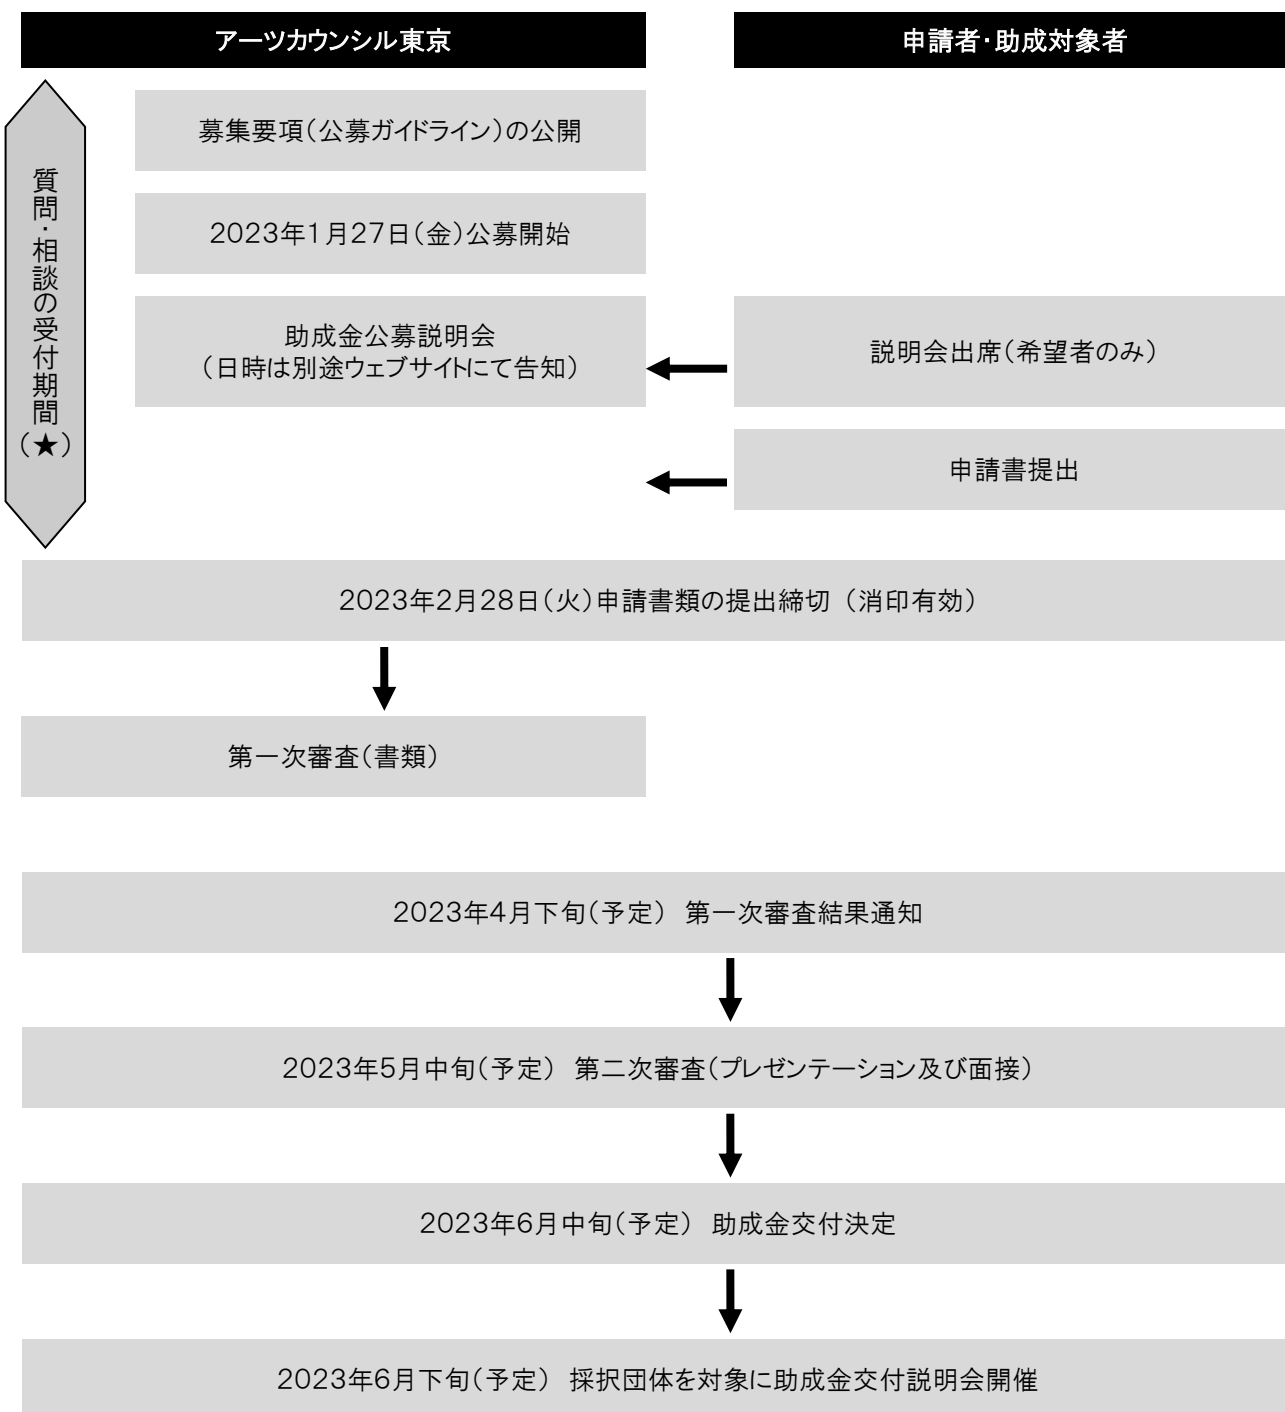 アーツカウンシル東京
申請者・助成対象者
質問・相談の受付期間(★)
募集要項(公募ガイドライン)の公開
2023年1月27日(金)公募開始
助成金公募説明会
(日時は別途ウェブサイトにて告知)
説明会出席(希望者のみ)
申請書提出
2023年2月28日(火)申請書類の提出締切 (消印有効)
第一次審査(書類)
2023年4月下旬(予定) 第一次審査結果通知
2023年5月中旬(予定) 第二次審査(プレゼンテーション及び面接)
2023年6月中旬(予定) 助成金交付決定
2023年6月下旬(予定) 採択団体を対象に助成金交付説明会開催